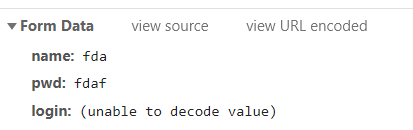 ▼Form Data view source view URL encoded
name: fda
pwd: fdaf
login: (unable to decode value)